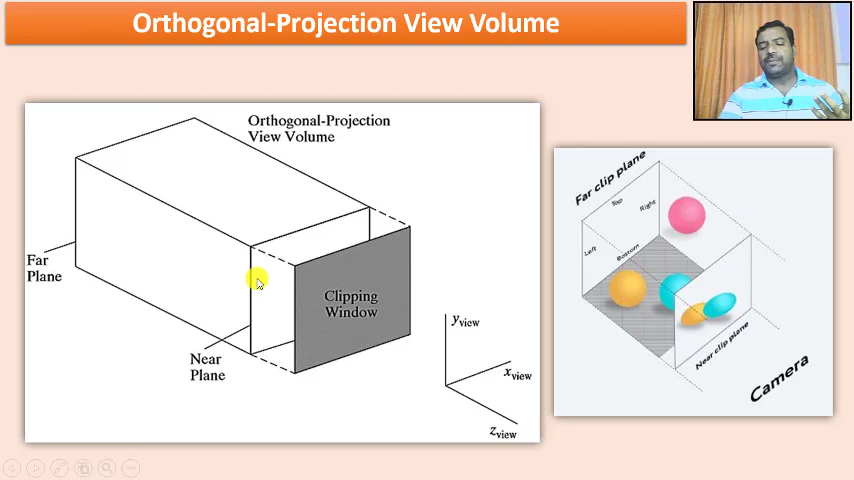 Orthogonal-Projection View Volume
Orthogonal-Projection
View Volume
Far
Plane
Near
Plane
Clipping
Window
y view
x view
z view
Far clip plane
Top
Right
Left
Bottom
Near clip plane
Camera